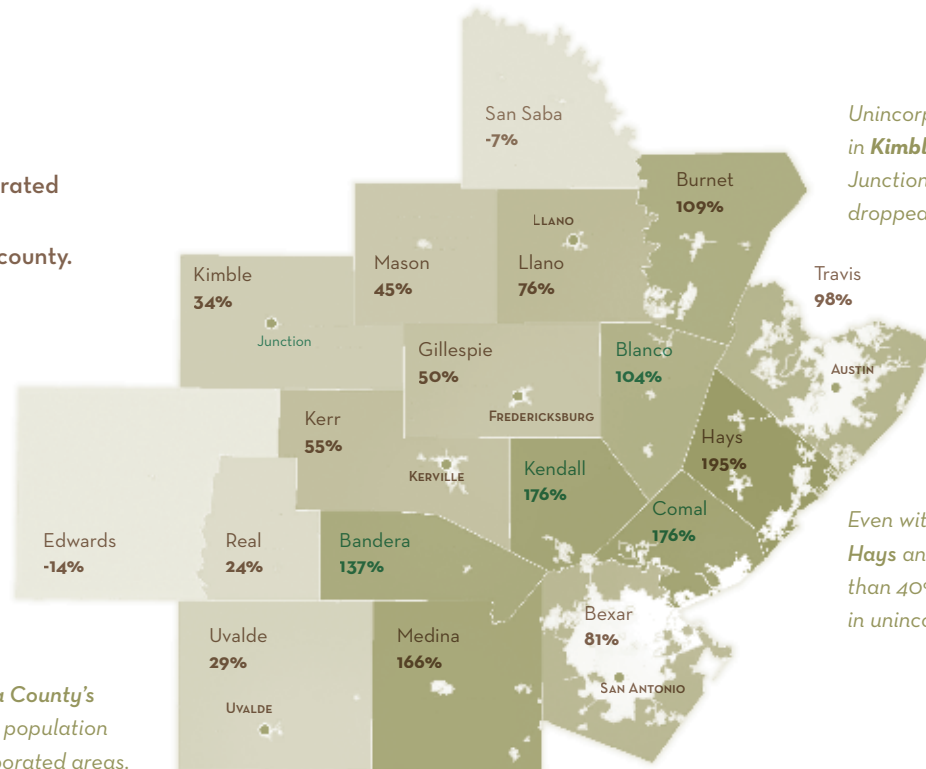 rated
county.
San Saba
-7%
Unincorp
in Kimbl
Junction
dropped
Burnet
109%
Llano
Llano
76%
Mason
45%
Kimble
34%
Junction
Travis
98%
Austin
Gillespie
50%
Fredericksburg
Blanco
104%
Kerr
55%
Kerville
Hays
195%
Kendall
176%
Comal
176%
Edwards
-14%
Real
24%
Bandera
137%
Even wit
Hays an
than 40%
in uninco
Uvalde
29%
Uvalde
Medina
166%
Bexar
81%
San Antonio
a County's
population
porated areas.